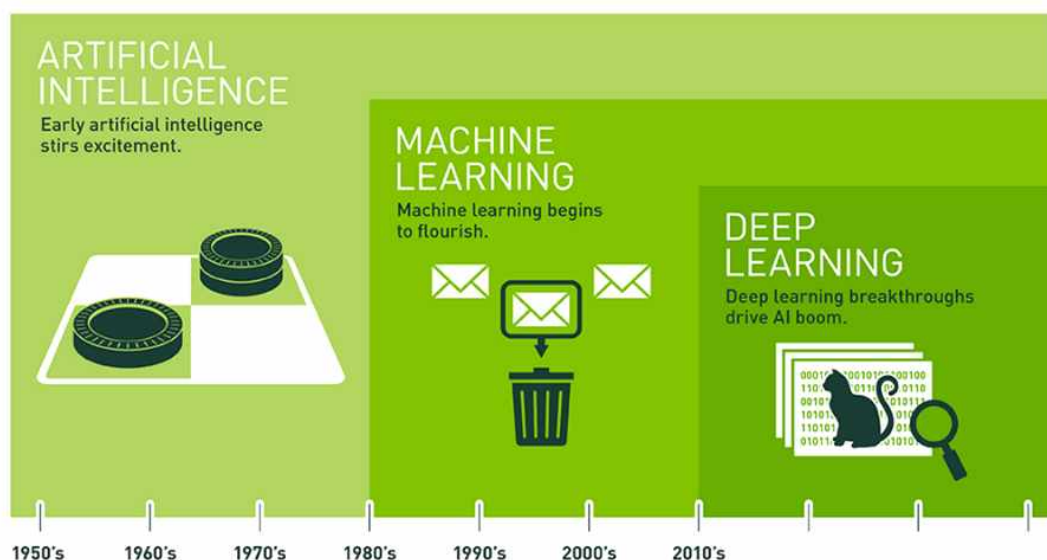 ARTIFICIAL
INTELLIGENCE
Early artificial intelligence
stirs excitement.
MACHINE
LEARNING
Machine learning begins
to flourish.
DEEP
LEARNING
Deep learning breakthroughs
drive AI boom.
1950's 1960's 1970's 1980's 1990's 2000's 2010's